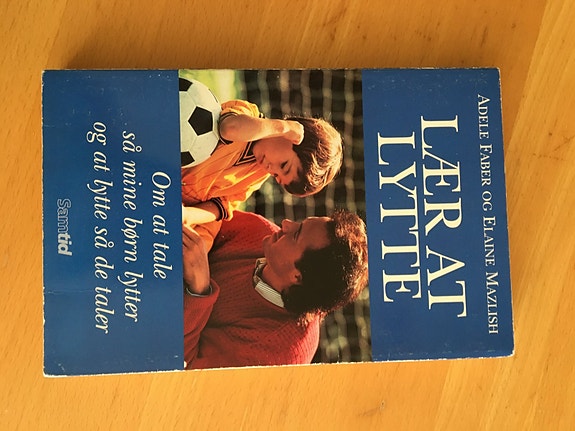 ADELE FABER OG ELAINE MAZLISH
LÆR AT
LYTTE
Om at tale
så mine børn lytter
og at lytte så de taler
Samtid